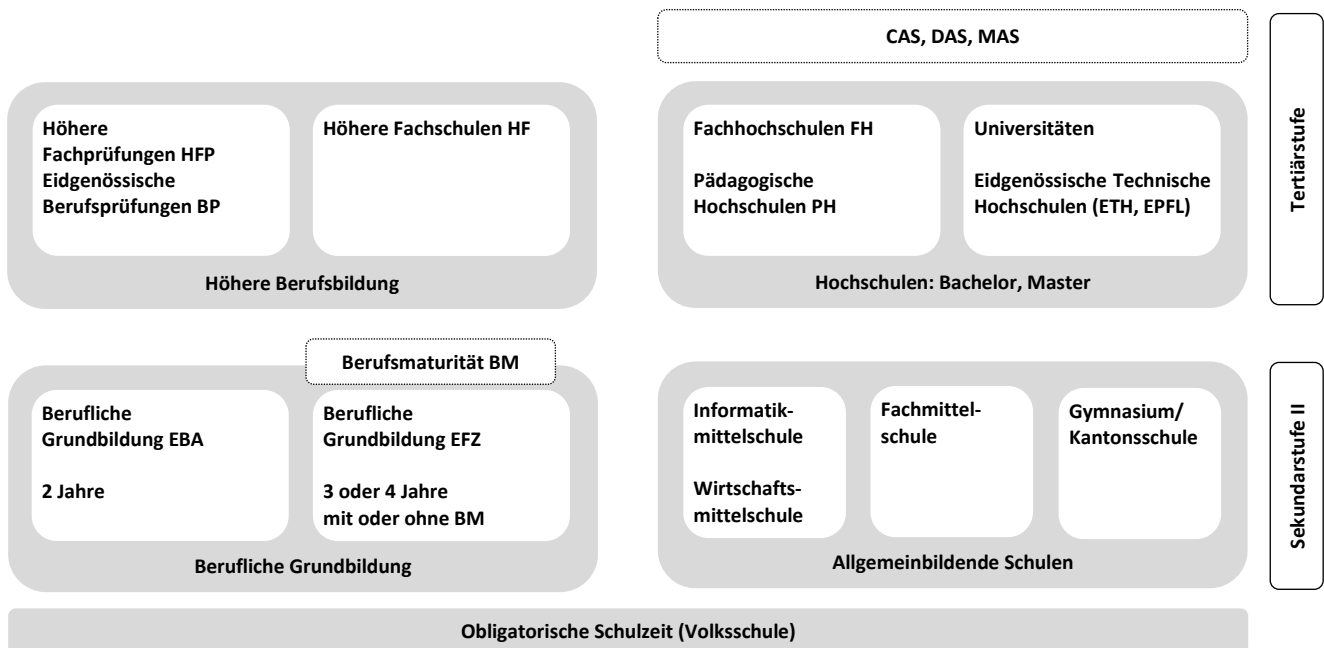 CAS, DAS, MAS
Höhere
Fachprüfungen HFP
Eidgenössische
Berufsprüfungen BP
Höhere Fachschulen HF
Höhere Berufsbildung
Fachhochschulen FH
Pädagogische
Hochschulen PH
Universitäten
Eidgenössische Technische
Hochschulen (ETH, EPFL)
Hochschulen: Bachelor, Master
Tertiärstufe
Berufsmaturität BM
Berufliche
Grundbildung EBA
2 Jahre
Berufliche
Grundbildung EFZ
3 oder 4 Jahre
mit oder ohne BM
Berufliche Grundbildung
Informatik-
mittelschule
Wirtschafts-
mittelschule
Fachmittel-
schule
Gymnasium/
Kantonsschule
Allgemeinbildende Schulen
Sekundarstufe II
Obligatorische Schulzeit (Volksschule)